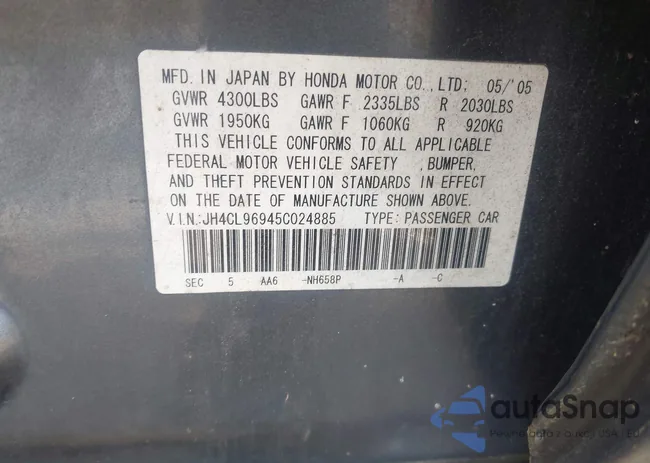 MFD. IN JAPAN BY HONDA MOTOR CO.,LTD; 05/'05
GVWR 4300LBS GAWR F 2335LBS R 2030LBS
GVWR 1950KG GAWR F 1060KG R 920KG
THIS VEHICLE CONFORMS TO ALL APPLICABLE
FEDERAL MOTOR VEHICLE SAFETY ,BUMPER,
AND THEFT PREVENTION STANDARDS IN EFFECT
ON THE DATE OF MANUFACTURE SHOWN ABOVE.
V.I.N.:JH4CL96945C024885 TYPE: PASSENGER CAR
SEC 5 AA6 -NH658P -A -C
autoSnap